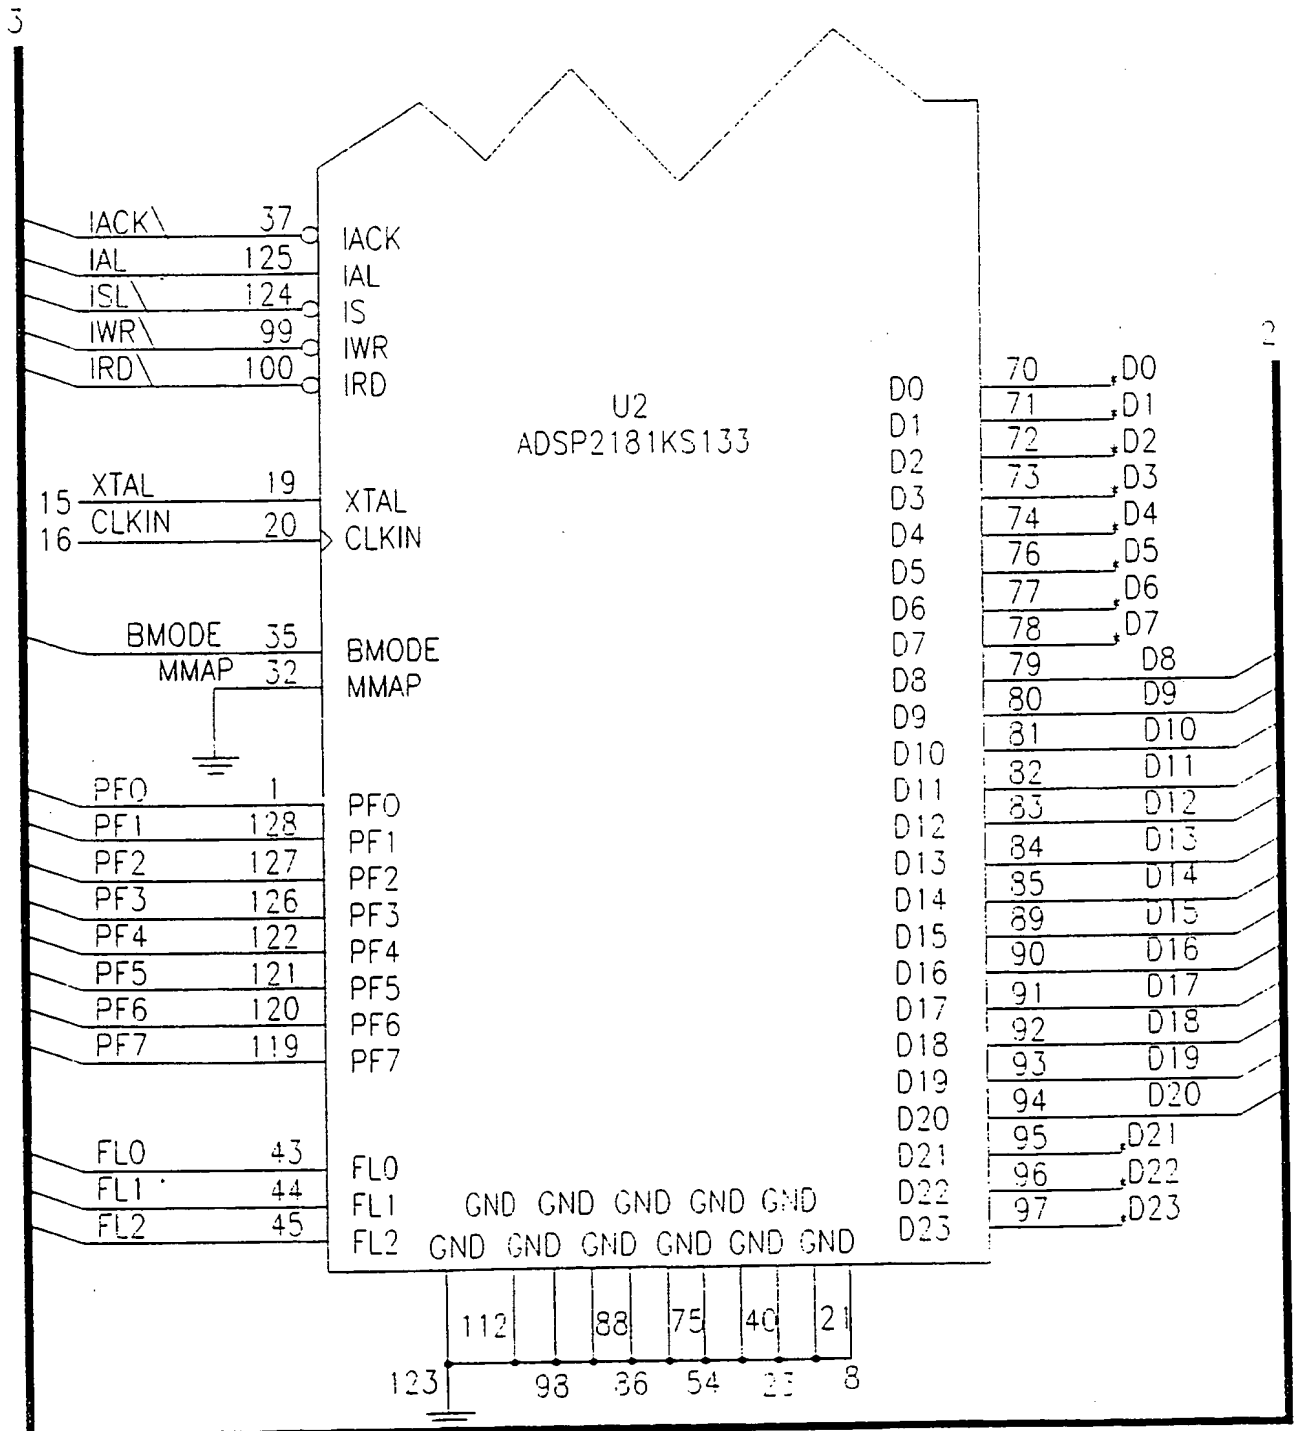 3
IACK\ 37 IACK
IAL 125 IAL
ISL\ 124 IS
IWR\ 99 IWR
IRD\ 100 IRD
2
U2
ADSP2181KS133
15 XTAL 19 XTAL
16 CLKIN 20 CLKIN
BMODE 35 BMODE
MMAP 32 MMAP
PF0 1 PF0
PF1 128 PF1
PF2 127 PF2
PF3 126 PF3
PF4 122 PF4
PF5 121 PF5
PF6 120 PF6
PF7 119 PF7
FL0 43 FL0
FL1 44 FL1
FL2 45 FL2
D0 70 D0
D1 71 D1
D2 72 D2
D3 73 D3
D4 74 D4
D5 76 D5
D6 77 D6
D7 78 D7
D8 79 D8
D9 80 D9
D10 81 D10
D11 82 D11
D12 83 D12
D13 84 D13
D14 85 D14
D15 89 D15
D16 90 D16
D17 91 D17
D18 92 D18
D19 93 D19
D20 94 D20
D21 95 D21
D22 96 D22
D23 97 D23
GND GND GND GND GND
GND GND GND GND GND GND
112 88 75 40 21
123 98 86 54 23 8